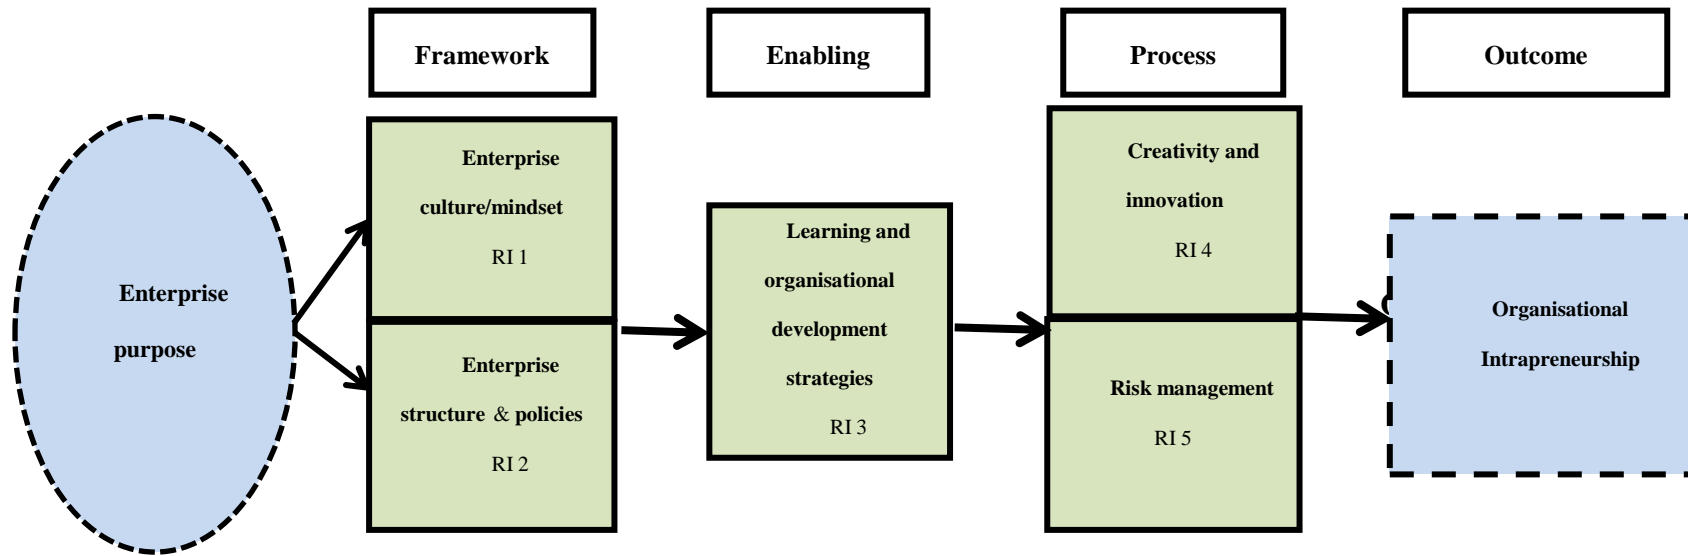 Framework
Enabling
Process
Outcome
Enterprise
purpose
Enterprise
culture/mindset
RI 1
Enterprise
structure & policies
RI 2
Learning and
organisational
development
strategies
RI 3
Creativity and
innovation
RI 4
Risk management
RI 5
Organisational
Intrapreneurship